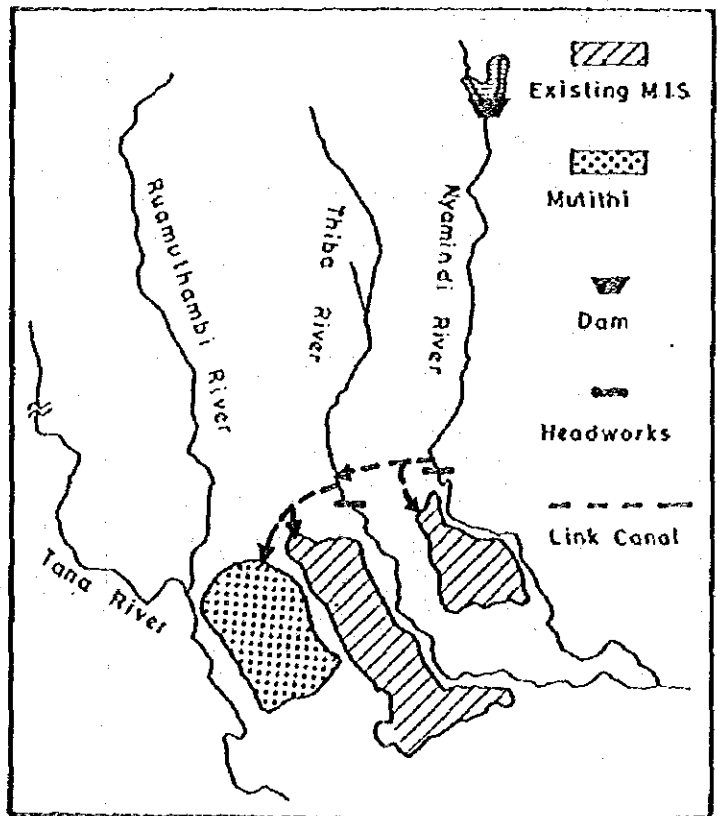 Existing M.I.S.
Mutithi
Dam
Headworks
Link Canal
Ruamuthambi River
Thiba River
Nyamindi River
Tana River